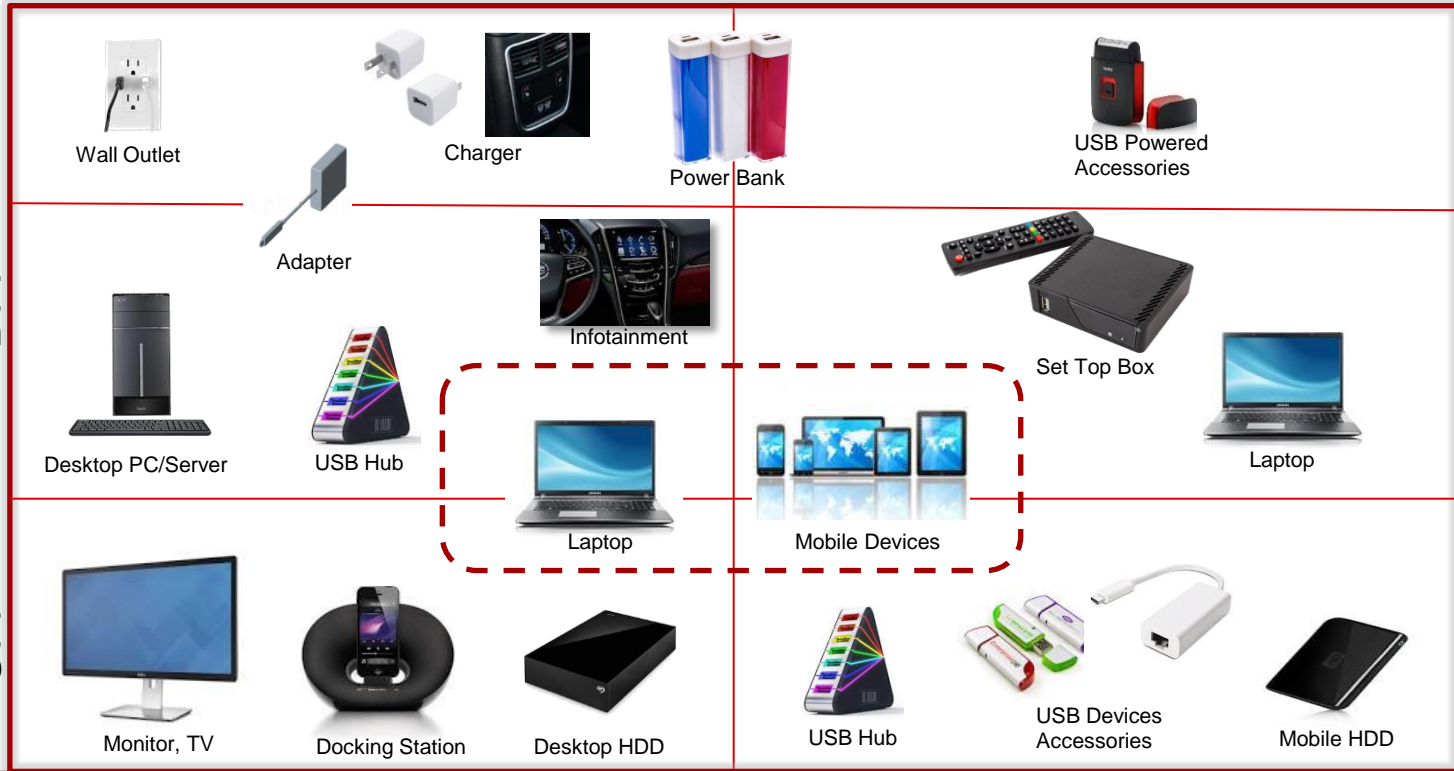 Wall Outlet
Charger
Power Bank
USB Powered
Accessories
Adapter
Infotainment
Set Top Box
Desktop PC/Server
USB Hub
Laptop
Laptop
Mobile Devices
Monitor, TV
Docking Station
Desktop HDD
USB Hub
USB Devices
Accessories
Mobile HDD